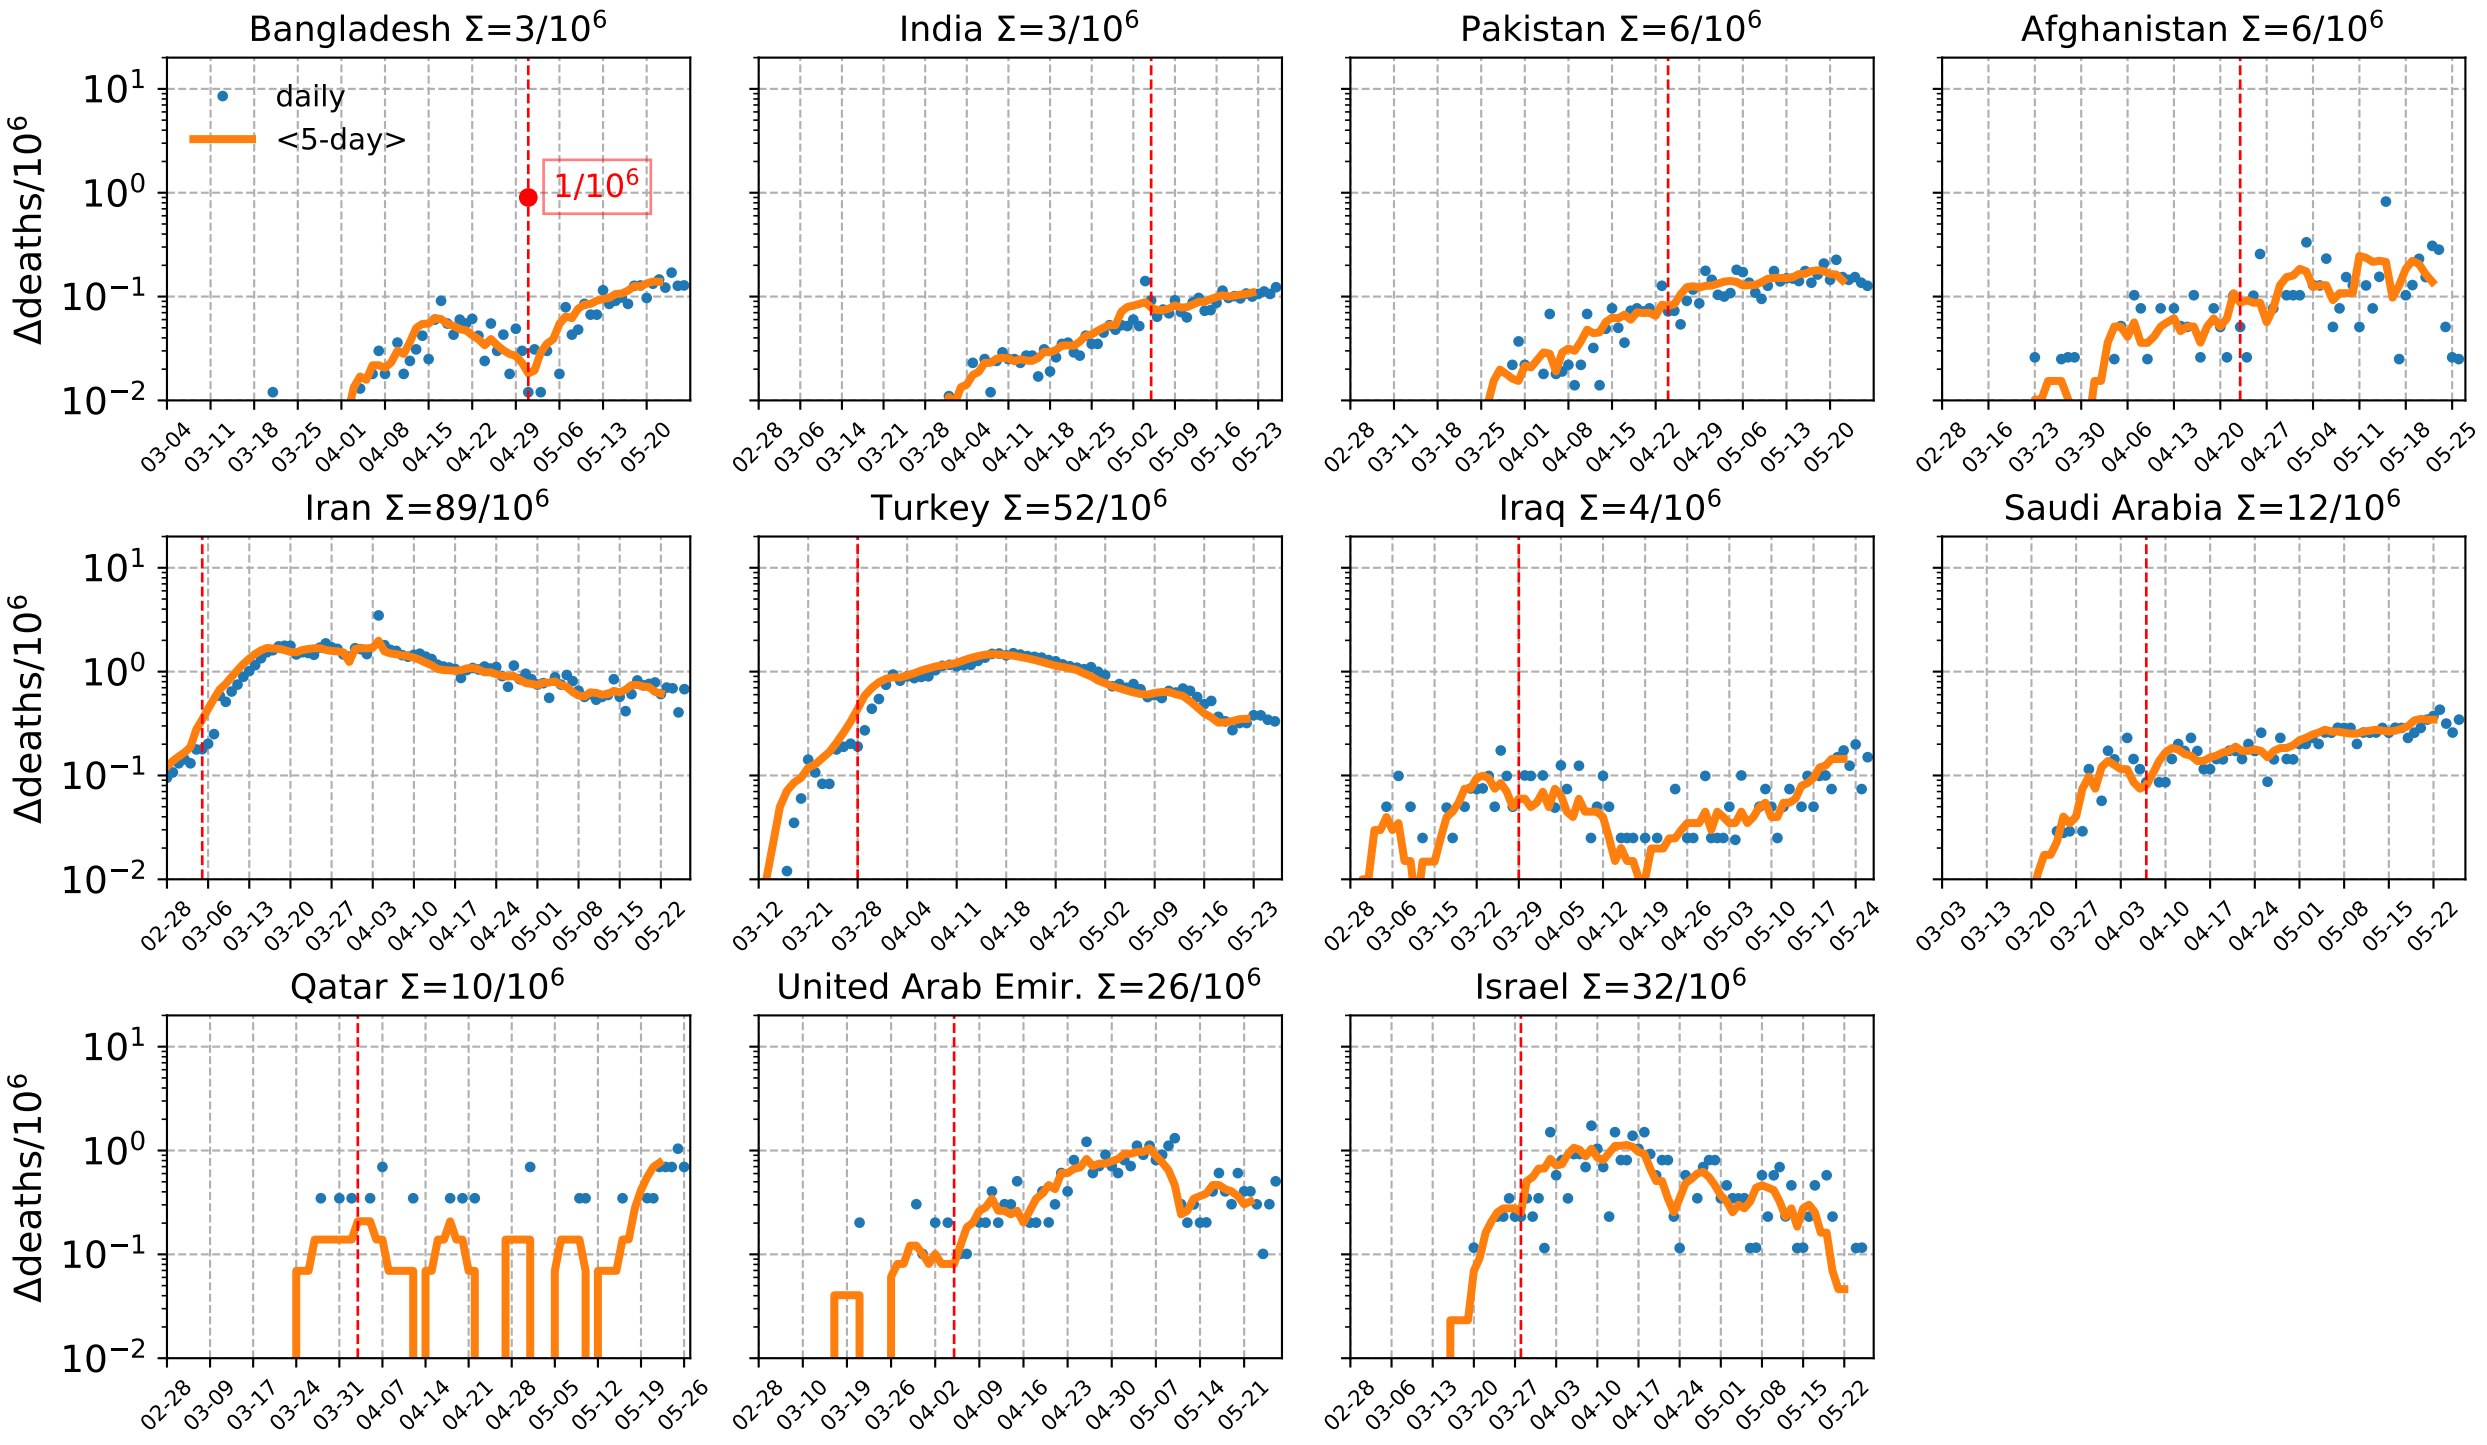 Bangladesh Σ=3/10⁶
India Σ=3/10⁶
Pakistan Σ=6/10⁶
Afghanistan Σ=6/10⁶
Δdeaths/10⁶
10¹
10⁰
10⁻¹
10⁻²
daily
<5-day>
1/10⁶
03-04 03-11 03-18 03-25 04-01 04-08 04-15 04-22 04-29 05-06 05-13 05-20
02-28 03-06 03-14 03-21 03-28 04-04 04-11 04-18 04-25 05-02 05-09 05-16 05-23
02-28 03-11 03-18 03-25 04-01 04-08 04-15 04-22 04-29 05-06 05-13 05-20
02-28 03-16 03-23 03-30 04-06 04-13 04-20 04-27 05-04 05-11 05-18 05-25
Iran Σ=89/10⁶
Turkey Σ=52/10⁶
Iraq Σ=4/10⁶
Saudi Arabia Σ=12/10⁶
Δdeaths/10⁶
10¹
10⁰
10⁻¹
10⁻²
02-28 03-06 03-13 03-20 03-27 04-03 04-10 04-17 04-24 05-01 05-08 05-15 05-22
03-12 03-21 03-28 04-04 04-11 04-18 04-25 05-02 05-09 05-16 05-23
02-28 03-06 03-15 03-22 03-29 04-05 04-12 04-19 04-26 05-03 05-10 05-17 05-24
03-03 03-13 03-20 03-27 04-03 04-10 04-17 04-24 05-01 05-08 05-15 05-22
Qatar Σ=10/10⁶
United Arab Emir. Σ=26/10⁶
Israel Σ=32/10⁶
Δdeaths/10⁶
10¹
10⁰
10⁻¹
10⁻²
02-28 03-09 03-17 03-24 03-31 04-07 04-14 04-21 04-28 05-05 05-12 05-19 05-26
02-28 03-10 03-19 03-26 04-02 04-09 04-16 04-23 04-30 05-07 05-14 05-21
02-28 03-06 03-13 03-20 03-27 04-03 04-10 04-17 04-24 05-01 05-08 05-15 05-22